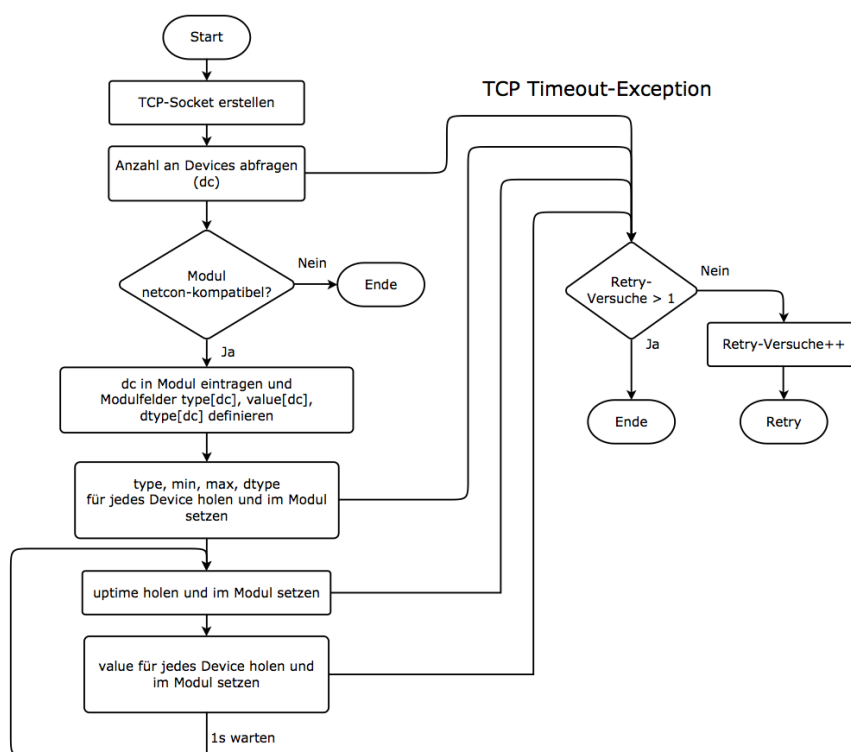 Start
TCP-Socket erstellen
Anzahl an Devices abfragen
(dc)
Modul
netcon-kompatibel?
Nein
Ende
Ja
dc in Modul eintragen und
Modulfelder type[dc], value[dc],
dtype[dc] definieren
type, min, max, dtype
für jedes Device holen und im Modul
setzen
uptime holen und im Modul setzen
value für jedes Device holen und
im Modul setzen
1s warten
TCP Timeout-Exception
Retry-
Versuche > 1
Nein
Ja
Retry-Versuche++
Ende
Retry